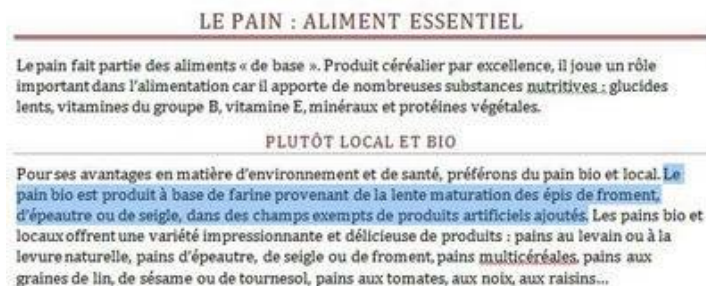 LE PAIN : ALIMENT ESSENTIEL
Le pain fait partie des aliments « de base ». Produit céréalier par excellence, il joue un rôle
important dans l'alimentation car il apporte de nombreuses substances nutritives : glucides
lents, vitamines du groupe B, vitamine E, minéraux et protéines végétales.
PLUTÔT LOCAL ET BIO
Pour ses avantages en matière d'environnement et de santé, préférons du pain bio et local. Le
pain bio est produit à base de farine provenant de la lente maturation des épis de froment,
d'épeautre ou de seigle, dans des champs exempts de produits artificiels ajoutés. Les pains bio et
locaux offrent une variété impressionnante et délicieuse de produits : pains au levain ou à la
levure naturelle, pains d'épeautre, de seigle ou de froment, pains multicéréales, pains aux
graines de lin, de sésame ou de tournesol, pains aux tomates, aux noix, aux raisins...